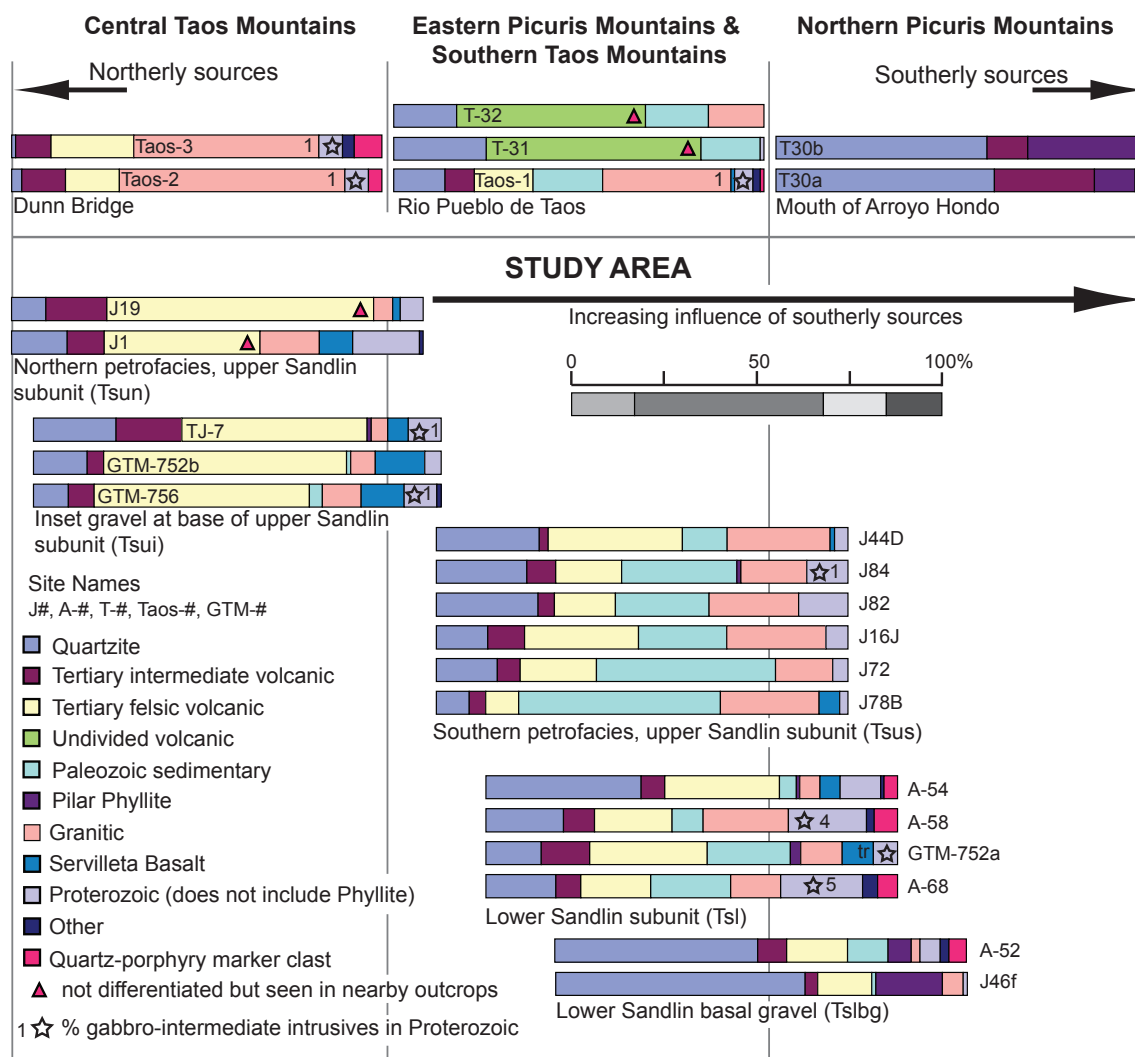 Central Taos Mountains
Eastern Picuris Mountains &
Southern Taos Mountains
Northern Picuris Mountains
Northerly sources
Southerly sources
T-32
Taos-3 1
T-31
T30b
Taos-2 1
Taos-1
T30a
Dunn Bridge
Rio Pueblo de Taos
Mouth of Arroyo Hondo
STUDY AREA
Increasing influence of southerly sources
0 50 100%
J19
J1
Northern petrofacies, upper Sandlin
subunit (Tsun)
TJ-7 1
GTM-752b
GTM-756 1
Inset gravel at base of upper Sandlin
subunit (Tsui)
J44D
J84 1
J82
J16J
J72
J78B
Southern petrofacies, upper Sandlin subunit (Tsus)
A-54
A-58 4
GTM-752a tr
A-68 5
Lower Sandlin subunit (Tsl)
A-52
J46f
Lower Sandlin basal gravel (Tslbg)
Site Names
J#, A-#, T-#, Taos-#, GTM-#
Quartzite
Tertiary intermediate volcanic
Tertiary felsic volcanic
Undivided volcanic
Paleozoic sedimentary
Pilar Phyllite
Granitic
Servilleta Basalt
Proterozoic (does not include Phyllite)
Other
Quartz-porphyry marker clast
not differentiated but seen in nearby outcrops
1 % gabbro-intermediate intrusives in Proterozoic